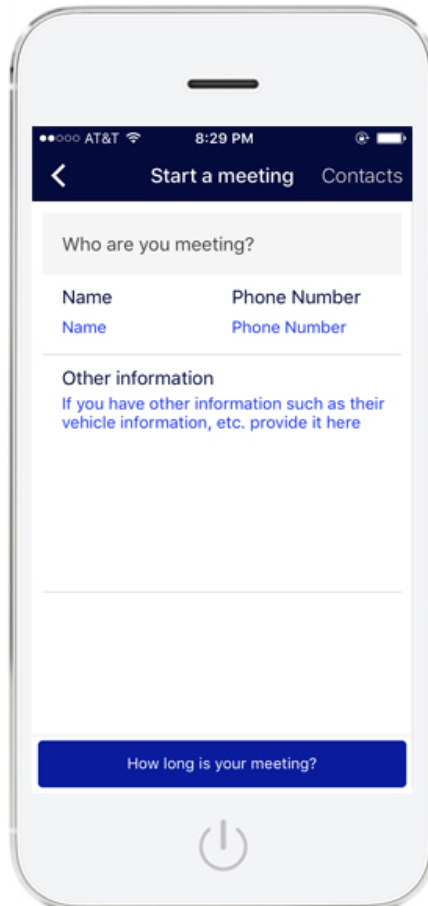 AT&T 8:29 PM
Start a meeting Contacts
Who are you meeting?
Name Phone Number
Name Phone Number
Other information
If you have other information such as their
vehicle information, etc. provide it here
How long is your meeting?